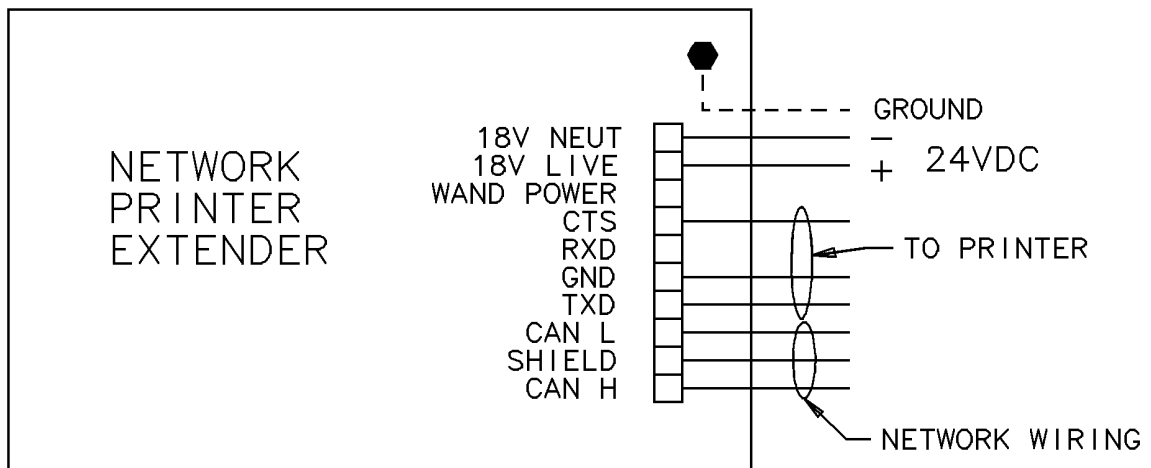 GROUND
18V NEUT
−
18V LIVE
+
24VDC
WAND POWER
CTS
RXD
GND
TXD
CAN L
SHIELD
CAN H
NETWORK
PRINTER
EXTENDER
TO PRINTER
NETWORK WIRING